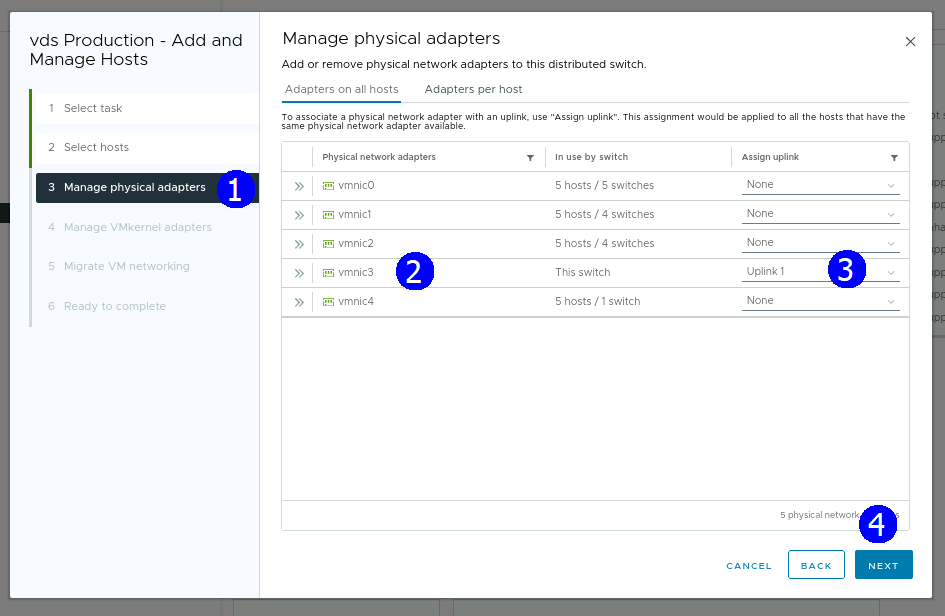 vds Production - Add and
Manage Hosts
1 Select task
2 Select hosts
3 Manage physical adapters
1
4 Manage VMkernel adapters
5 Migrate VM networking
6 Ready to complete
Manage physical adapters
Add or remove physical network adapters to this distributed switch.
Adapters on all hosts Adapters per host
To associate a physical network adapter with an uplink, use "Assign uplink". This assignment would be applied to all the hosts that have the
same physical network adapter available.
Physical network adapters In use by switch Assign uplink
vmnic0 5 hosts / 5 switches None
vmnic1 5 hosts / 4 switches None
vmnic2 5 hosts / 4 switches None
vmnic3 2 This switch Uplink 1 3
vmnic4 5 hosts / 1 switch None
5 physical network
4
CANCEL BACK NEXT